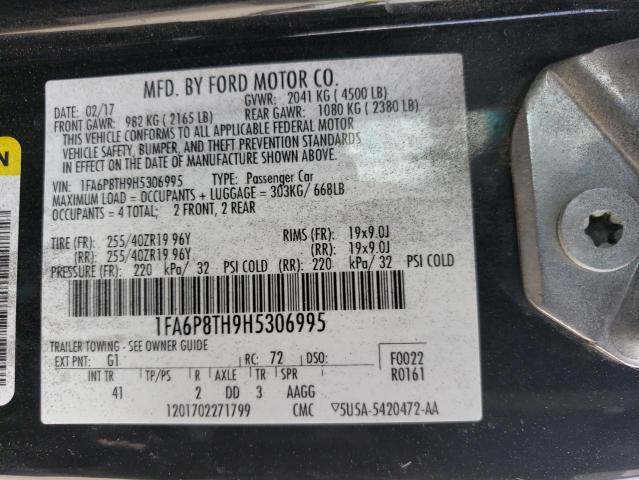 MFD. BY FORD MOTOR CO.
DATE: 02/17 GVWR: 2041 KG ( 4500 LB)
FRONT GAWR: 982 KG ( 2165 LB) REAR GAWR: 1080 KG ( 2380 LB)
THIS VEHICLE CONFORMS TO ALL APPLICABLE FEDERAL MOTOR
VEHICLE SAFETY, BUMPER, AND THEFT PREVENTION STANDARDS
IN EFFECT ON THE DATE OF MANUFACTURE SHOWN ABOVE.
VIN: 1FA6P8TH9H5306995 TYPE: Passenger Car
MAXIMUM LOAD = OCCUPANTS + LUGGAGE = 303KG/ 668LB
OCCUPANTS = 4 TOTAL: 2 FRONT, 2 REAR
TIRE (FR): 255/40ZR19 96Y RIMS (FR): 19x9.0J
(RR): 255/40ZR19 96Y (RR): 19x9.0J
PRESSURE (FR): 220 kPa/ 32 PSI COLD (RR): 220 kPa/ 32 PSI COLD
1FA6P8TH9H5306995
TRAILER TOWING - SEE OWNER GUIDE
EXT PNT: G1 RC: 72 DSO: F0022
INT TR TP/PS R AXLE TR SPR R0161
41 2 DD 3 AAGG
1201702271799 CMC ▽5U5A-5420472-AA
N